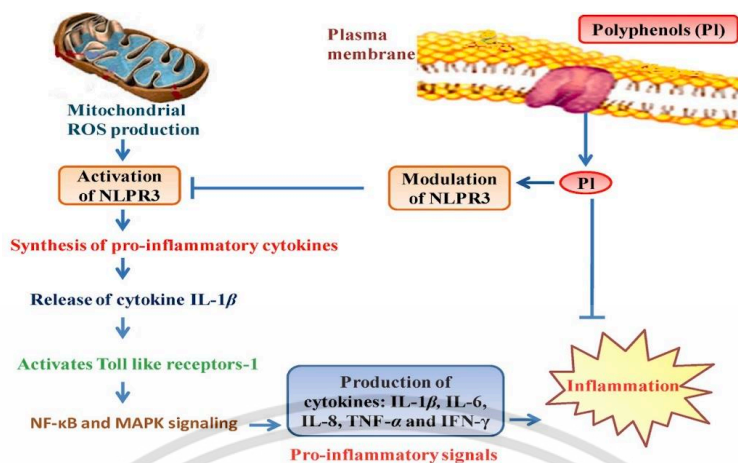 Plasma
membrane
Polyphenols (Pl)
Mitochondrial
ROS production
Activation
of NLPR3
Modulation
of NLPR3
Pl
Synthesis of pro-inflammatory cytokines
Release of cytokine IL-1β
Activates Toll like receptors-1
NF-κB and MAPK signaling
Production of
cytokines: IL-1β, IL-6,
IL-8, TNF-α and IFN-γ
Pro-inflammatory signals
Inflammation